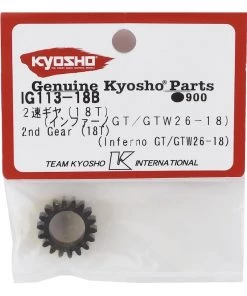 KYOSHO
Genuine Kyosho Parts
IG113-18B ●900
2速ギヤ(18T)
(インファーノGT/GTW26-18)
2nd Gear (18T)
(Inferno GT/GTW26-18)
TEAM KYOSHO K INTERNATIONAL